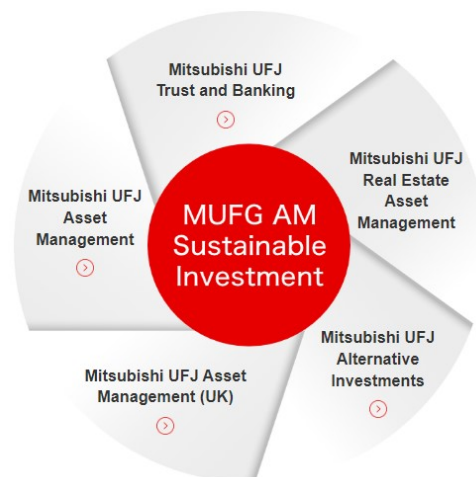 Mitsubishi UFJ
Trust and Banking
Mitsubishi UFJ
Real Estate
Asset
Management
Mitsubishi UFJ
Asset
Management
MUFG AM
Sustainable
Investment
Mitsubishi UFJ
Alternative
Investments
Mitsubishi UFJ Asset
Management (UK)